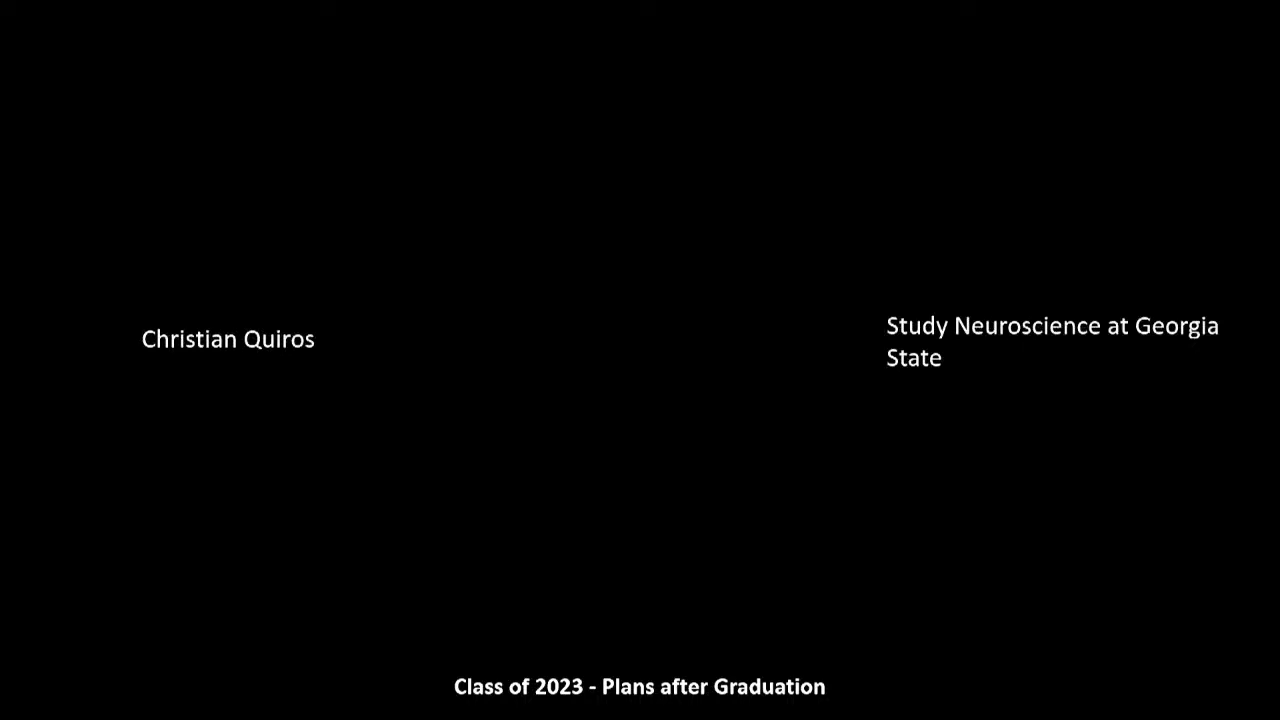 Christian Quiros
Study Neuroscience at Georgia
State
Class of 2023 - Plans after Graduation